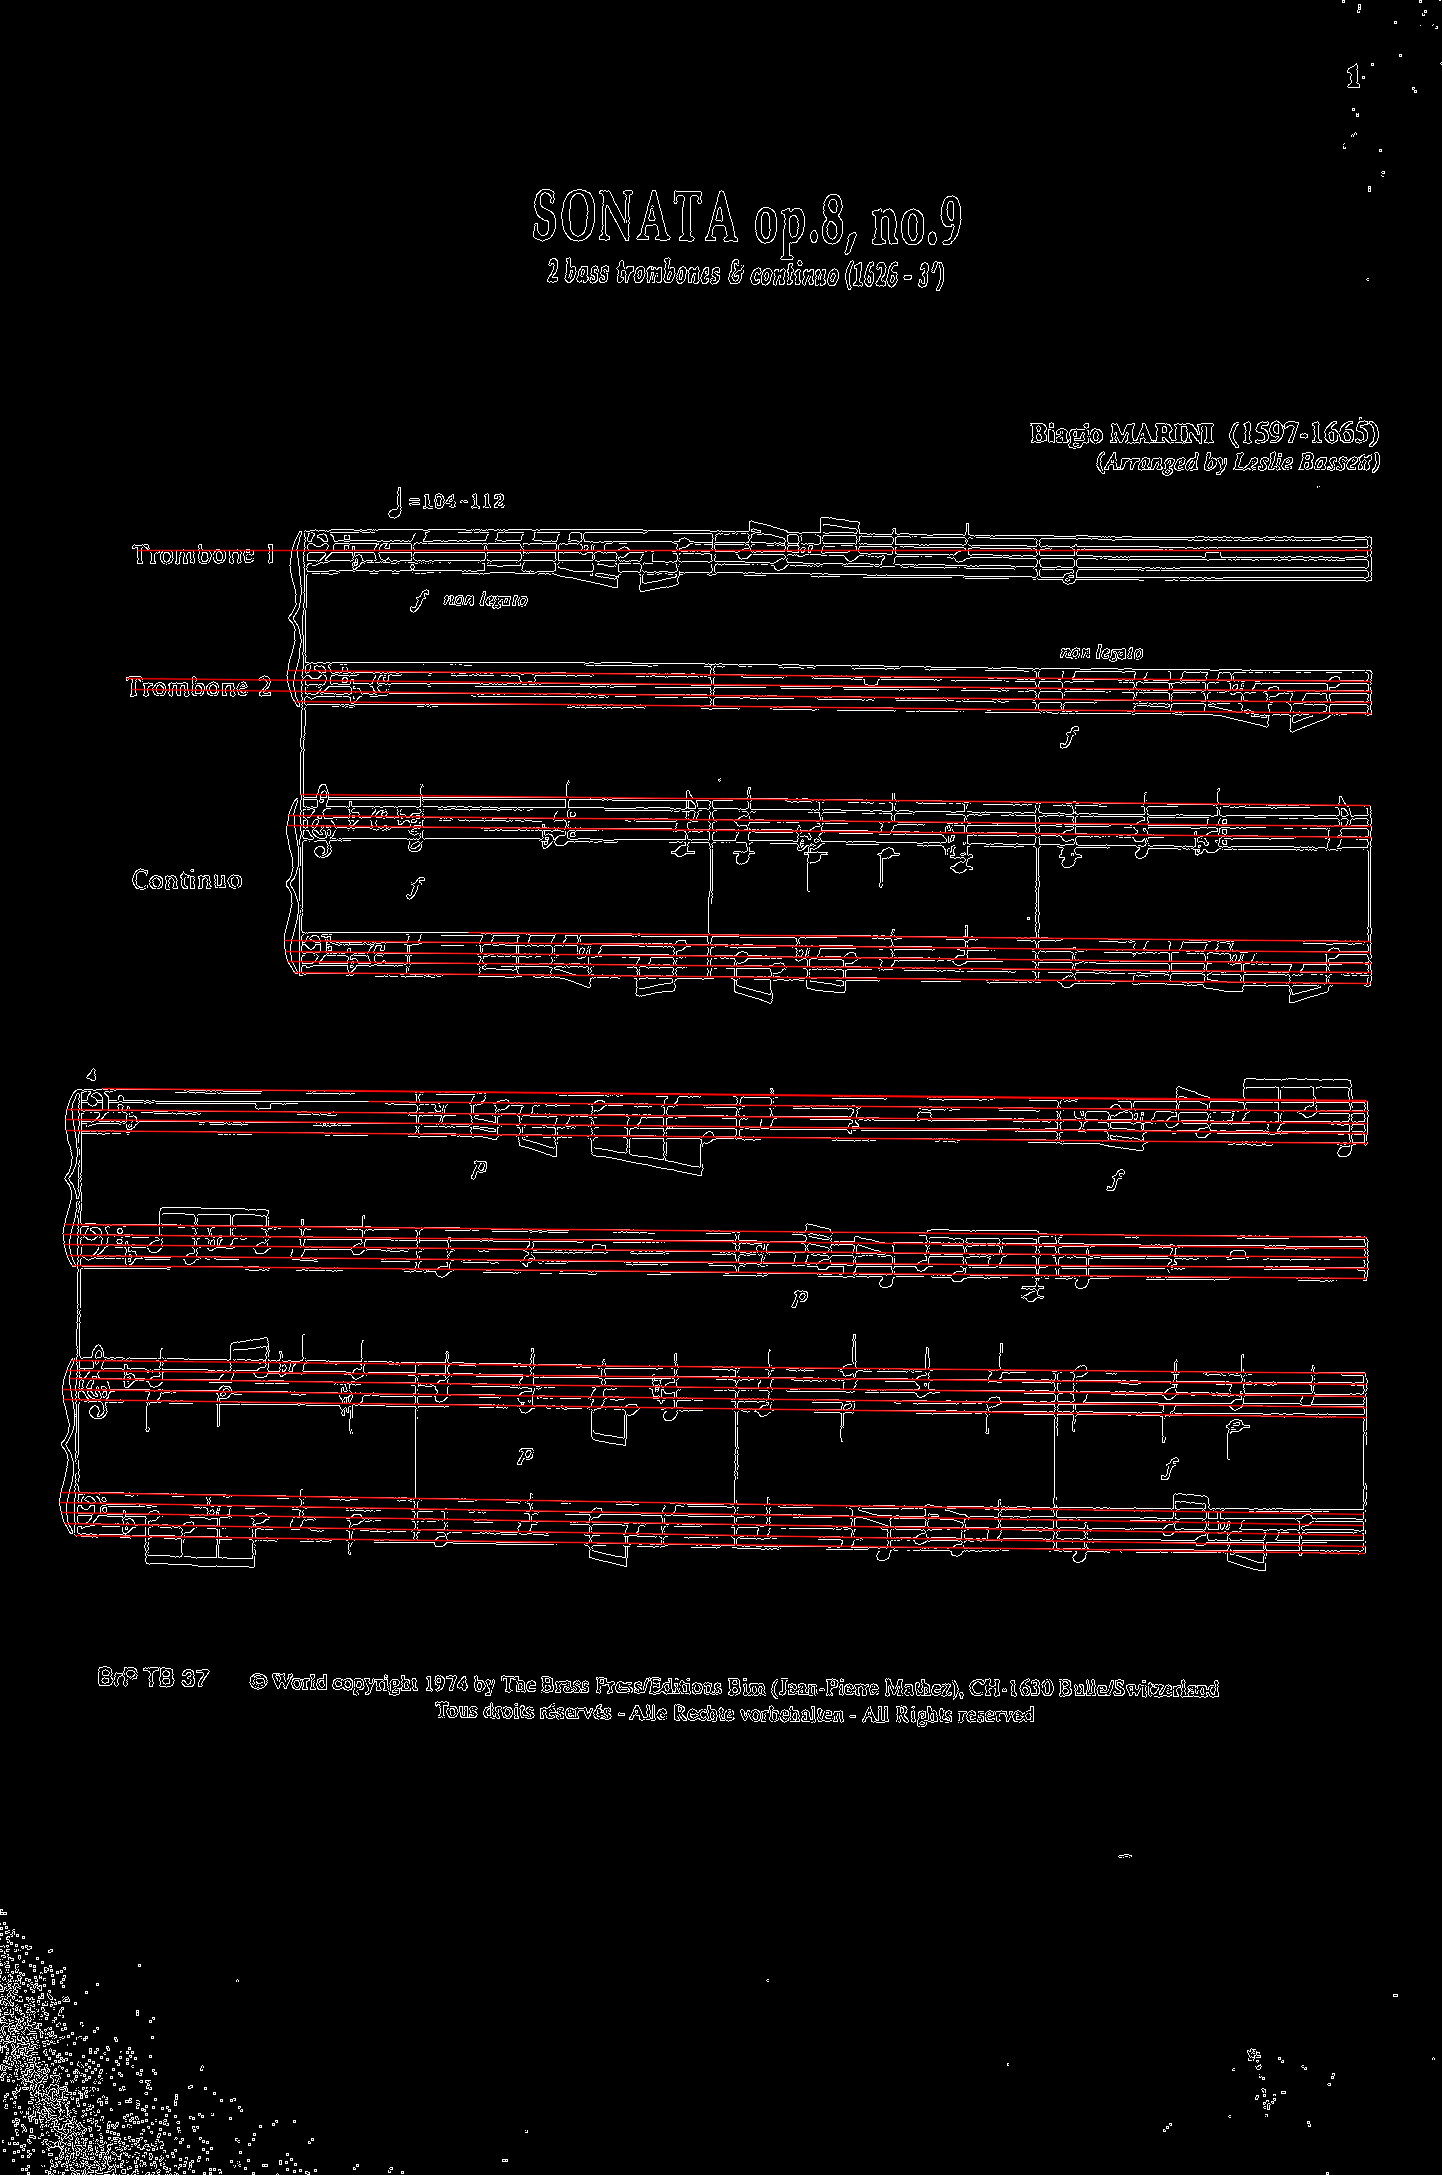 1
SONATA op.8, no.9
2 bass trombones & continuo (1626 - 3')
Biagio MARINI (1597-1665)
(Arranged by Leslie Bassett)
=104-112
Trombone 1
f non legato
non legato
Trombone 2
f
Continuo
f
4
p
f
p
p
f
BrP TB 37
© World copyright 1974 by The Brass Press/Editions Bim (Jean-Pierre Mathez), CH-1630 Bulle/Switzerland
Tous droits réservés - Alle Rechte vorbehalten - All Rights reserved